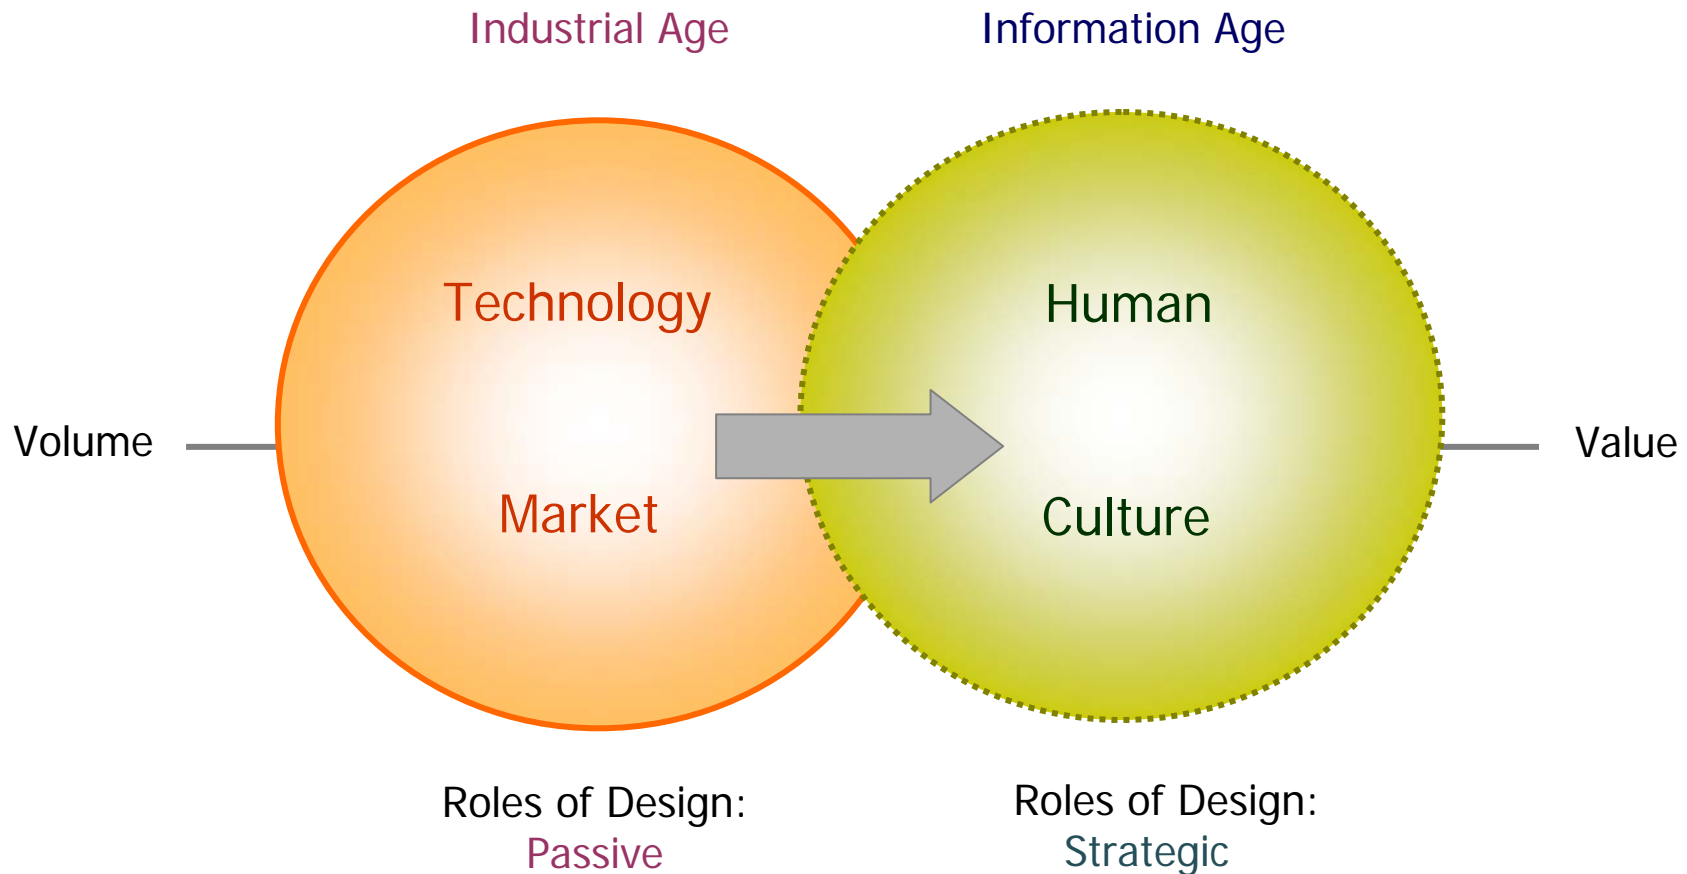 Industrial Age
Information Age
Technology
Human
Volume
Value
Market
Culture
Roles of Design:
Passive
Roles of Design:
Strategic